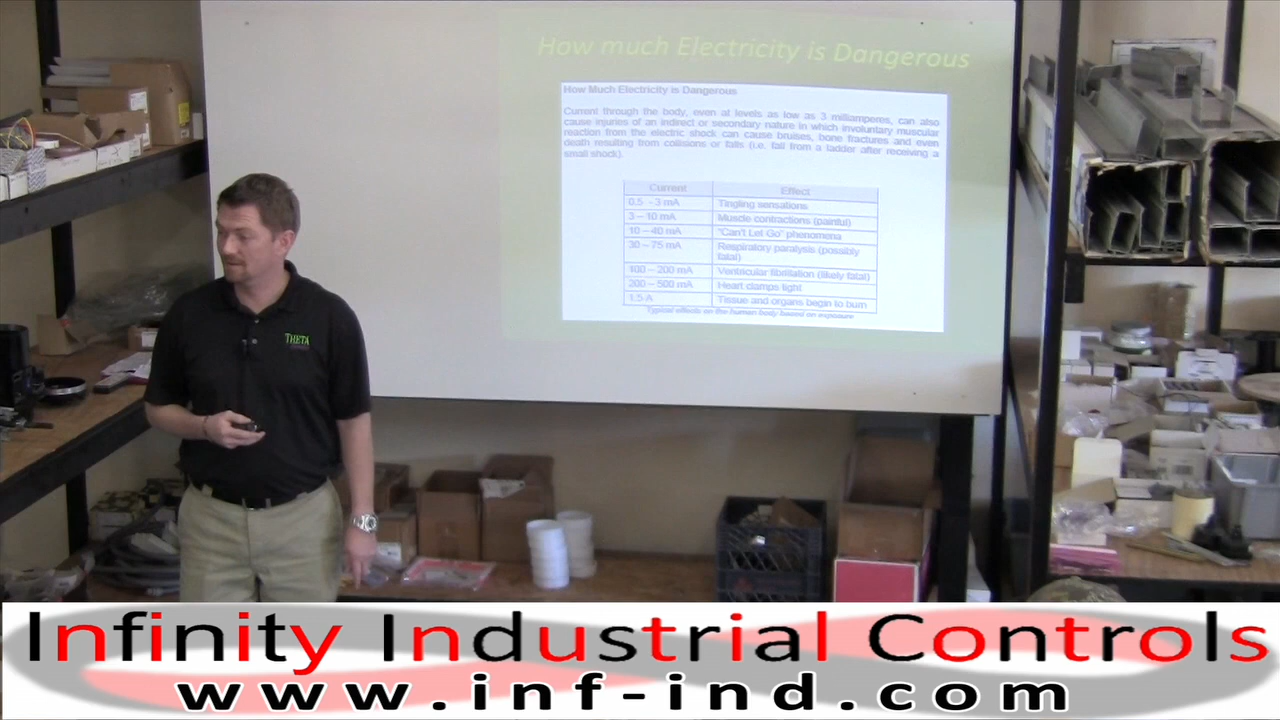 How much Electricity is Dangerous
How Much Electricity is Dangerous
Current through the body, even at levels as low as 3 milliamperes, can also
cause injuries of an indirect or secondary nature in which involuntary muscular
reaction from the electric shock can cause bruises, bone fractures and even
death resulting from collisions or falls (i.e. fall from a ladder after receiving a
small shock).
Current Effect
0.5 - 3 mA Tingling sensations
3 – 10 mA Muscle contractions (painful)
10 – 40 mA "Can't Let Go" phenomena
30 – 75 mA Respiratory paralysis (possibly
fatal)
100 – 200 mA Ventricular fibrillation (likely fatal)
200 – 500 mA Heart clamps tight
1.5 A Tissue and organs begin to burn
Typical effects on the human body based on exposure
THETA
Infinity Industrial Controls
www.inf-ind.com